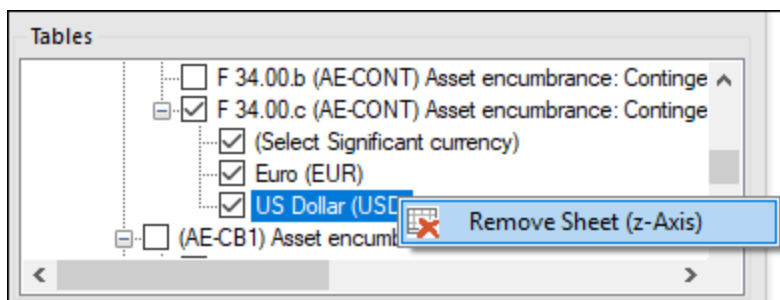 Tables
F 34.00.b (AE-CONT) Asset encumbrance: Continge
F 34.00.c (AE-CONT) Asset encumbrance: Continge
(Select Significant currency)
Euro (EUR)
US Dollar (USD
Remove Sheet (z-Axis)
(AE-CB1) Asset encumb